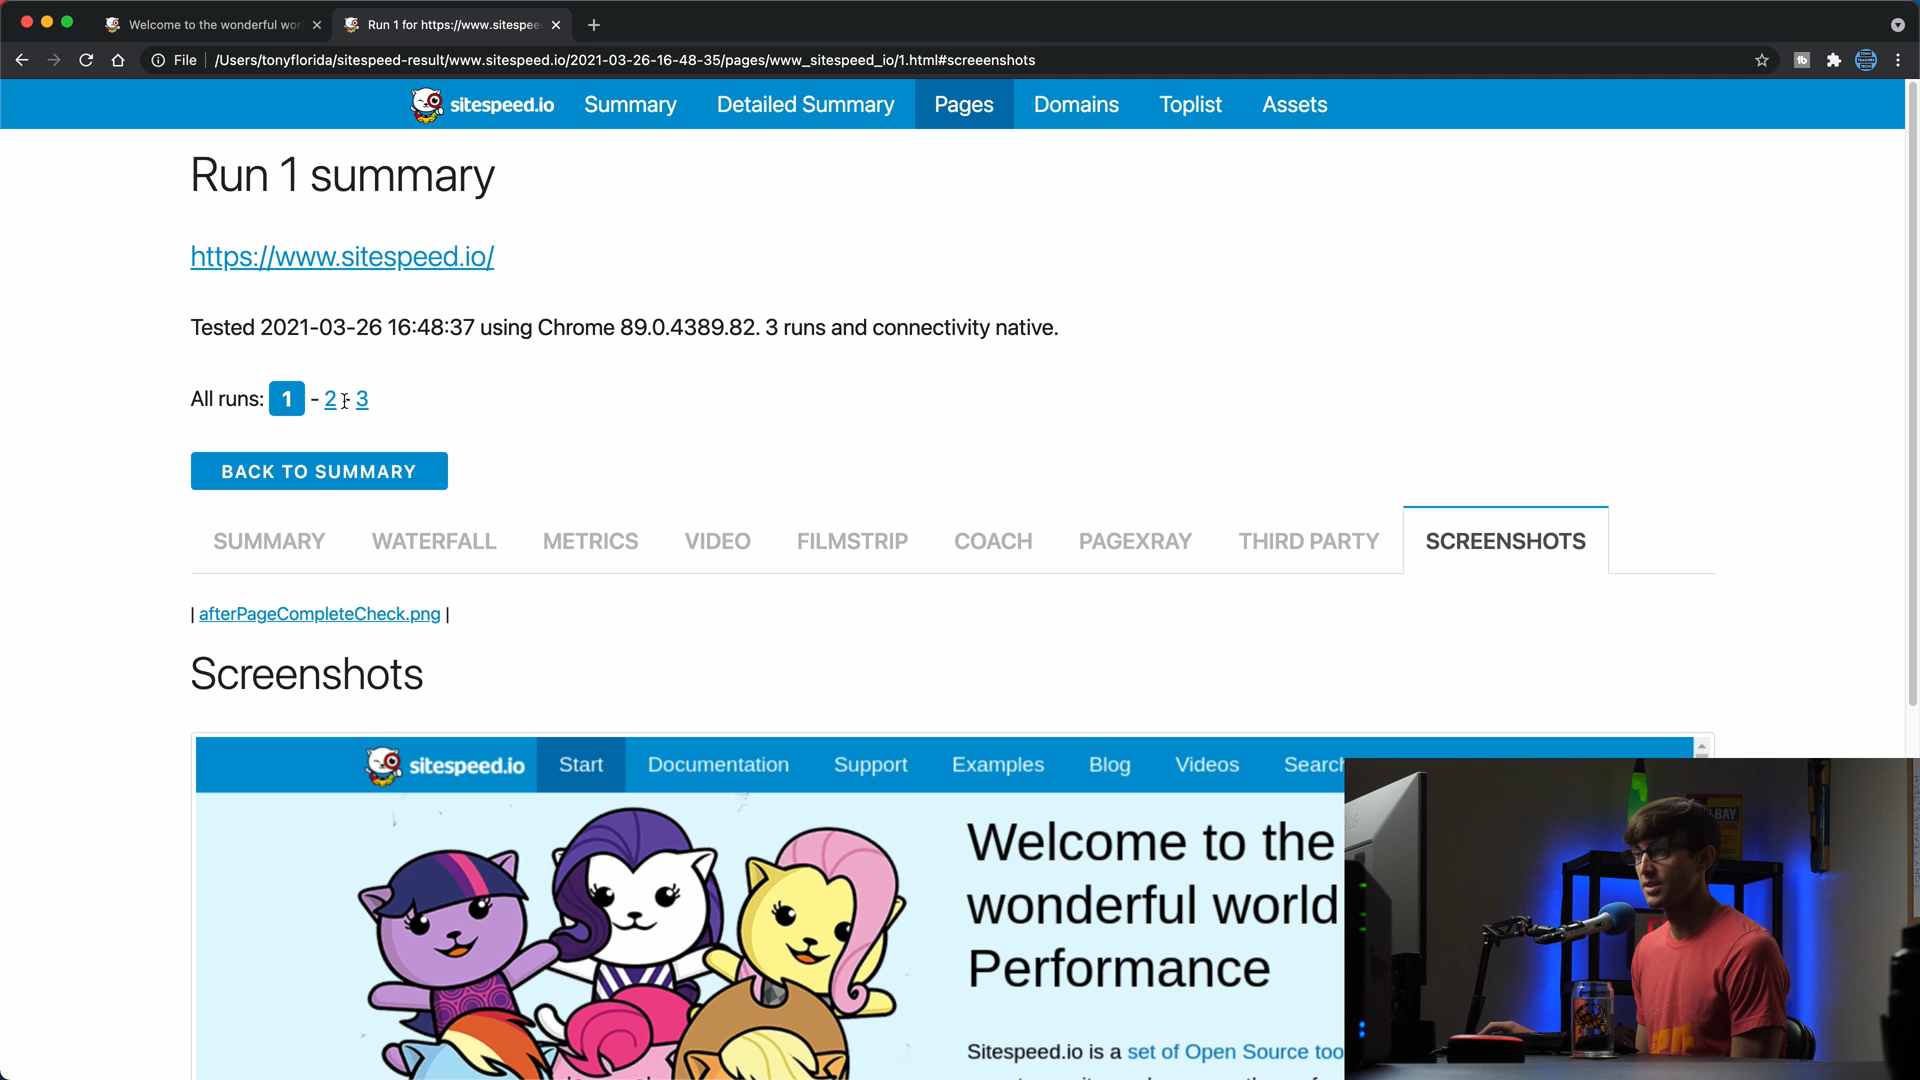 Welcome to the wonderful wor
Run 1 for https://www.sitespee
File
/Users/tonyflorida/sitespeed-result/www.sitespeed.io/2021-03-26-16-48-35/pages/www_sitespeed_io/1.html#screeenshots
sitespeed.io Summary Detailed Summary Pages Domains Toplist Assets
Run 1 summary
https://www.sitespeed.io/
Tested 2021-03-26 16:48:37 using Chrome 89.0.4389.82. 3 runs and connectivity native.
All runs: 1 - 2 - 3
BACK TO SUMMARY
SUMMARY WATERFALL METRICS VIDEO FILMSTRIP COACH PAGEXRAY THIRD PARTY SCREENSHOTS
| afterPageCompleteCheck.png |
Screenshots
sitespeed.io Start Documentation Support Examples Blog Videos Search
Welcome to the
wonderful world
Performance
Sitespeed.io is a set of Open Source too